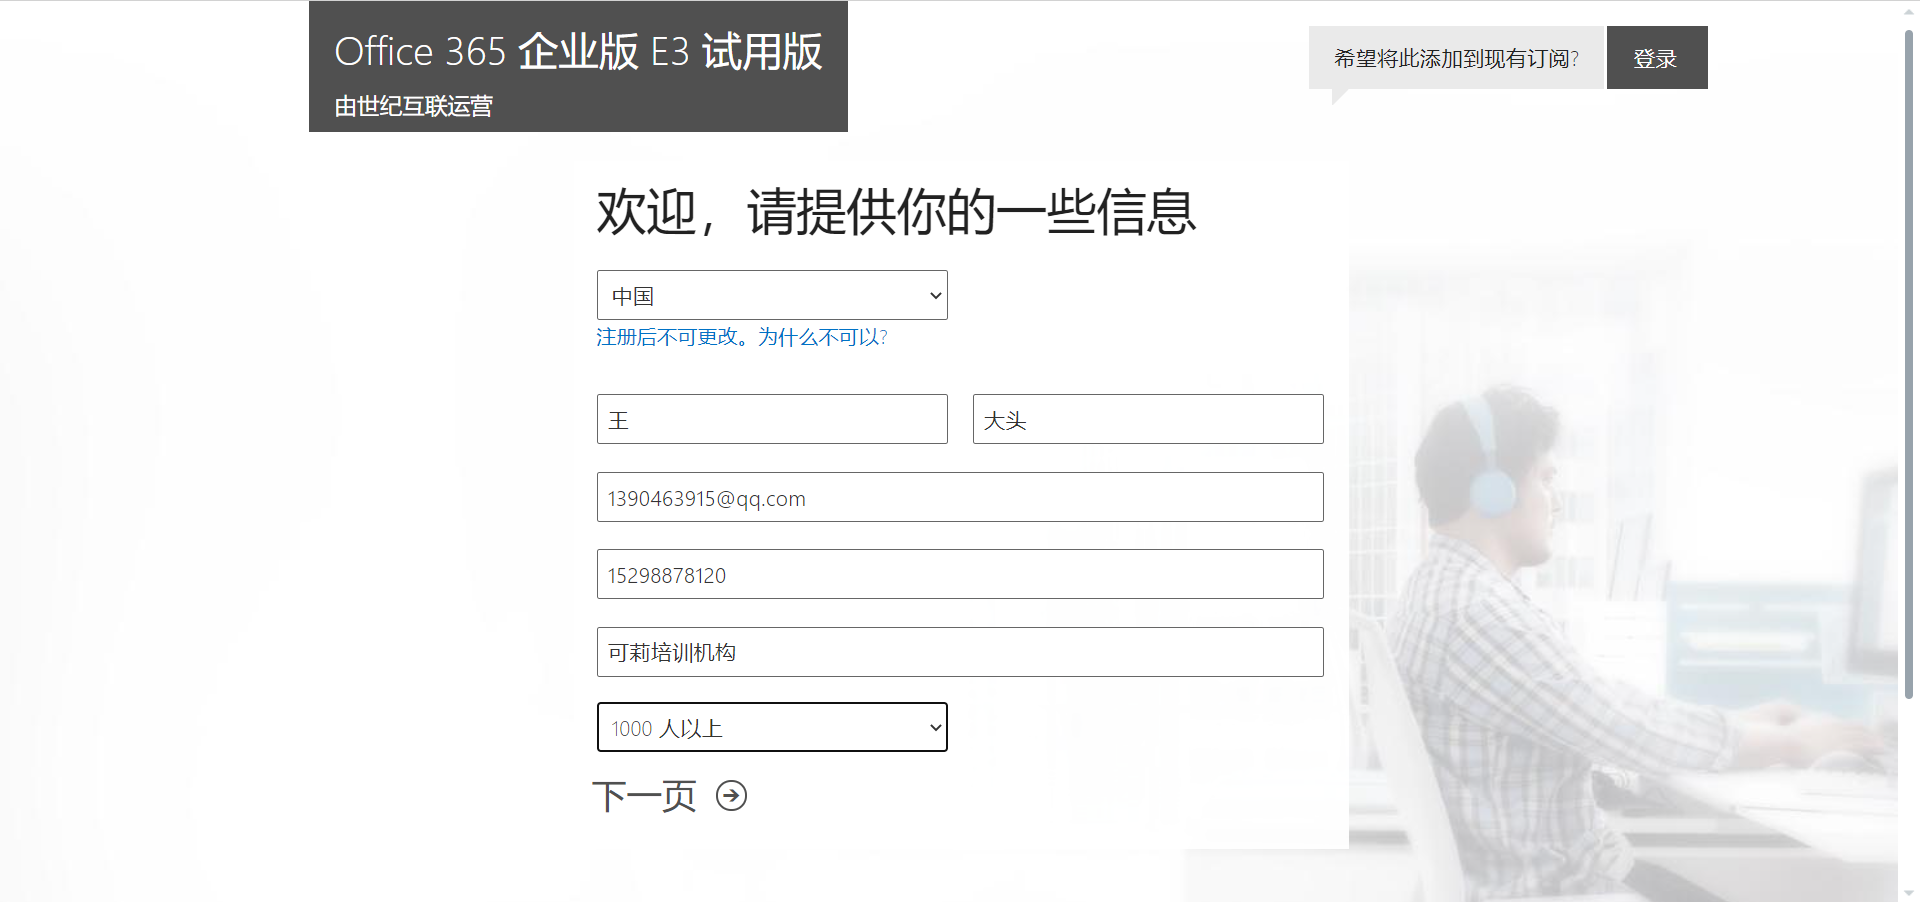 Office 365 企业版 E3 试用版
由世纪互联运营
希望将此添加到现有订阅?
登录
欢迎，请提供你的一些信息
中国
注册后不可更改。为什么不可以?
王
大头
1390463915@qq.com
15298878120
可莉培训机构
1000 人以上
下一页